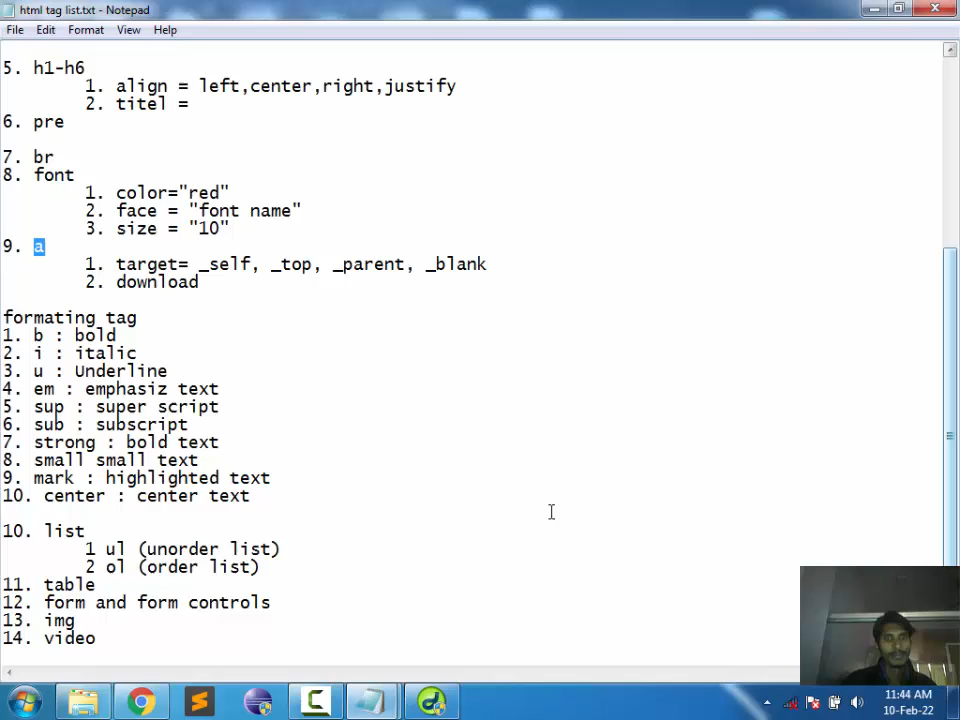 html tag list.txt - Notepad
File Edit Format View Help
5. h1-h6
1. align = left,center,right,justify
2. titel =
6. pre
7. br
8. font
1. color="red"
2. face = "font name"
3. size = "10"
9. a
1. target= _self, _top, _parent, _blank
2. download
formating tag
1. b : bold
2. i : italic
3. u : Underline
4. em : emphasiz text
5. sup : super script
6. sub : subscript
7. strong : bold text
8. small small text
9. mark : highlighted text
10. center : center text
10. list
1 ul (unorder list)
2 ol (order list)
11. table
12. form and form controls
13. img
14. video
11:44 AM
10-Feb-22